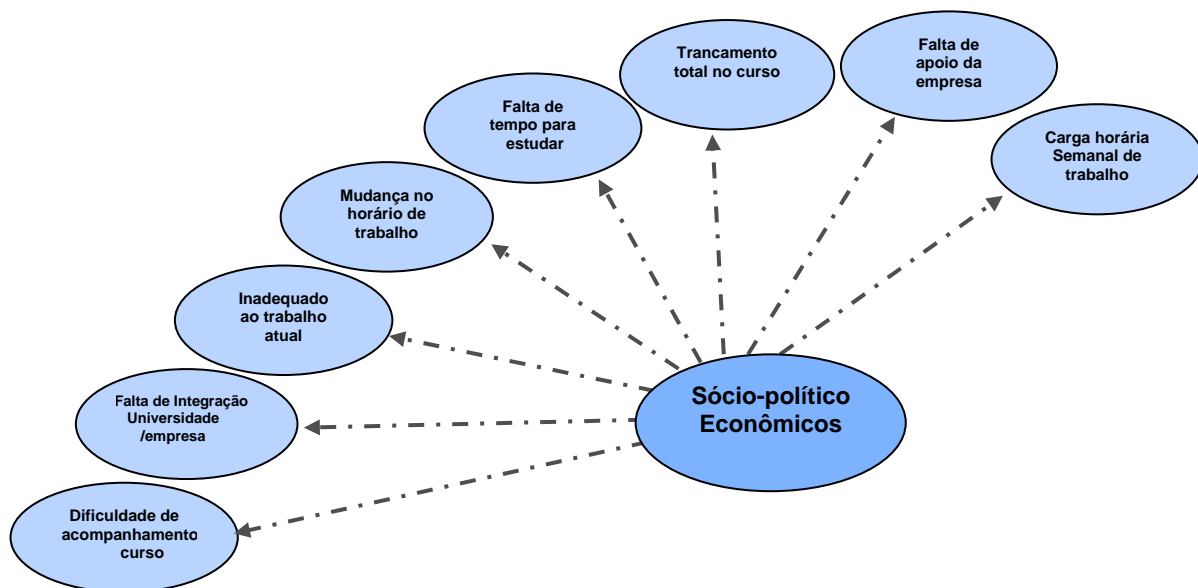 Trancamento
total no curso
Falta de
apoio da
empresa
Falta de
tempo para
estudar
Carga horária
Semanal de
trabalho
Mudança no
horário de
trabalho
Inadequado
ao trabalho
atual
Falta de Integração
Universidade
/empresa
Sócio-político
Econômicos
Dificuldade de
acompanhamento
curso